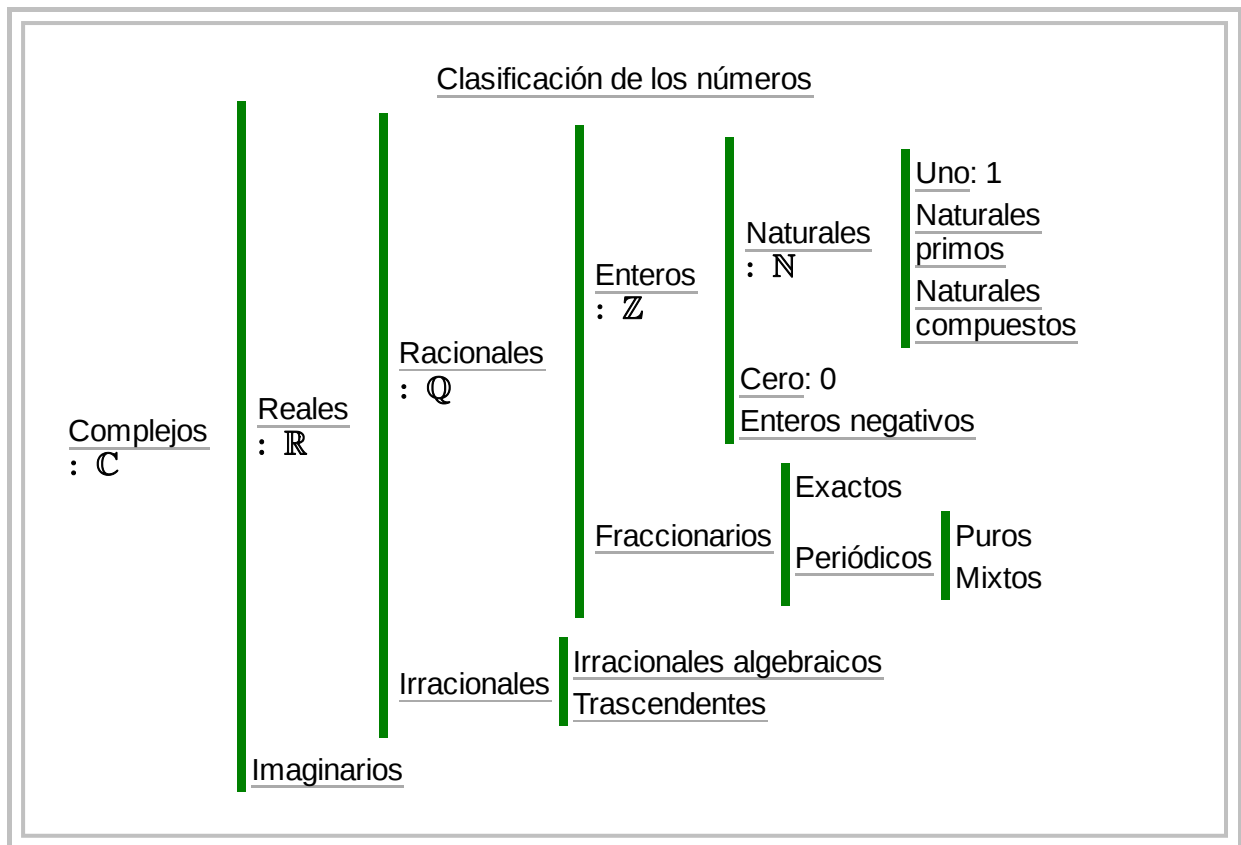 Clasificación de los números
Complejos
: ℂ
Reales
: ℝ
Racionales
: ℚ
Enteros
: ℤ
Naturales
: ℕ
Uno: 1
Naturales
primos
Naturales
compuestos
Cero: 0
Enteros negativos
Fraccionarios
Exactos
Periódicos
Puros
Mixtos
Irracionales
Irracionales algebraicos
Trascendentes
Imaginarios